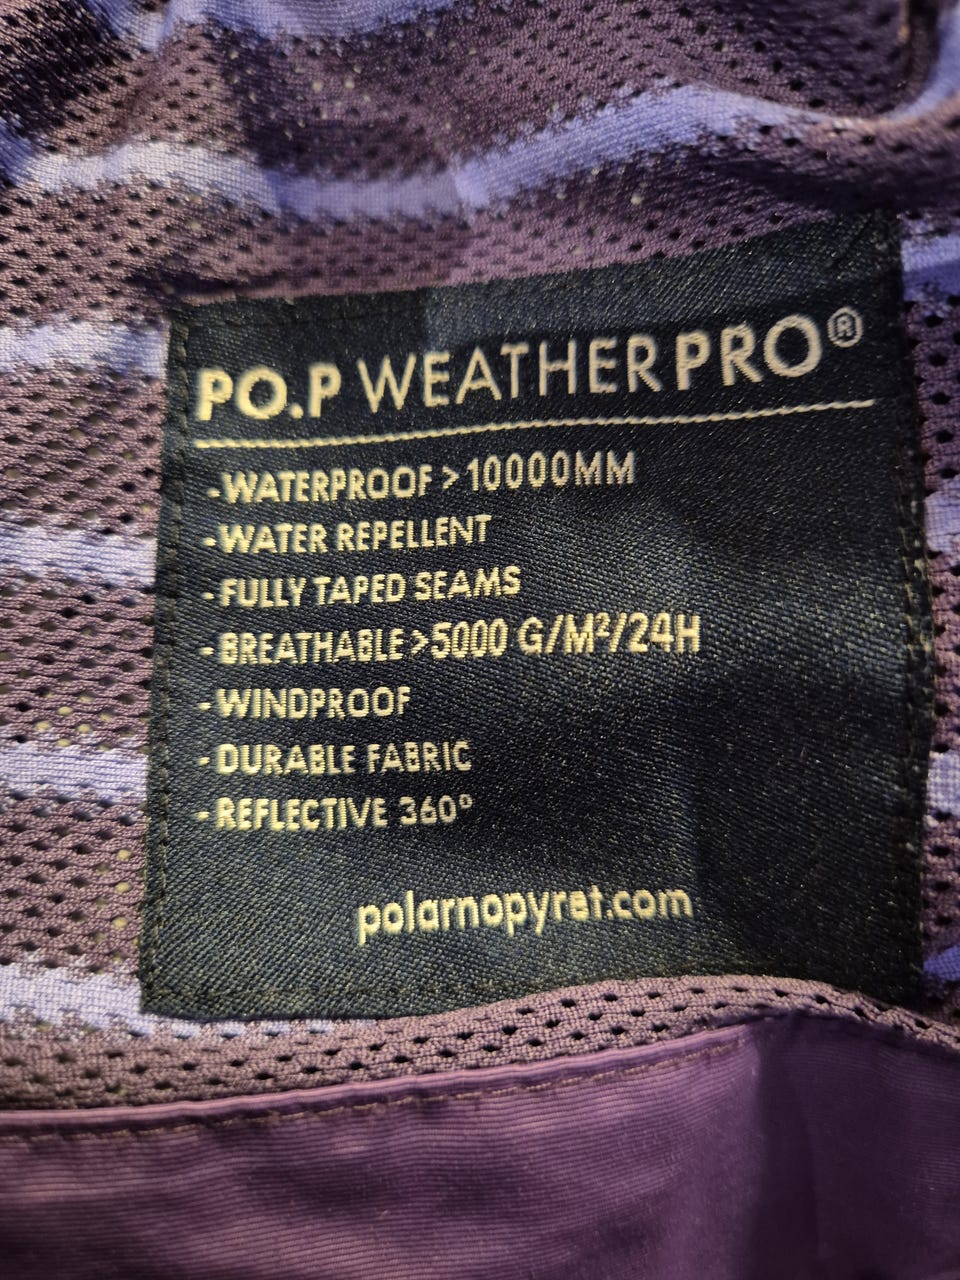 PO.P WEATHERPRO®
-WATERPROOF >10000MM
-WATER REPELLENT
-FULLY TAPED SEAMS
-BREATHABLE >5000 G/M²/24H
-WINDPROOF
-DURABLE FABRIC
-REFLECTIVE 360°
polarnopyret.com